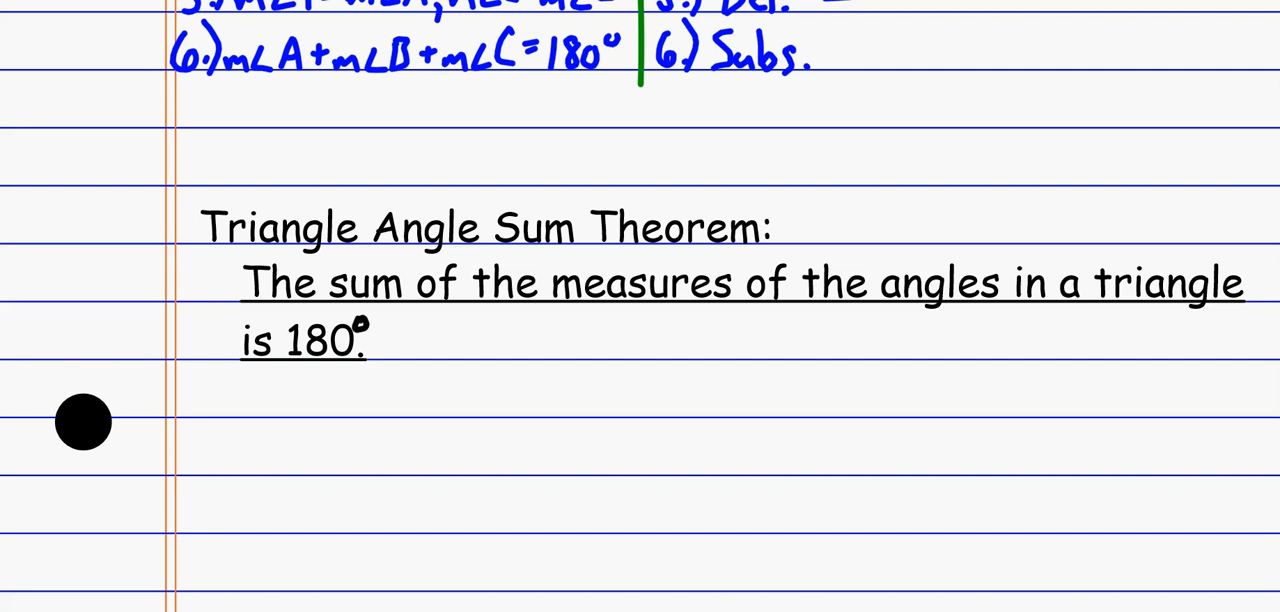 (6.) m∠A + m∠B + m∠C = 180° 6.) Subs.
Triangle Angle Sum Theorem:
The sum of the measures of the angles in a triangle
is 180°.